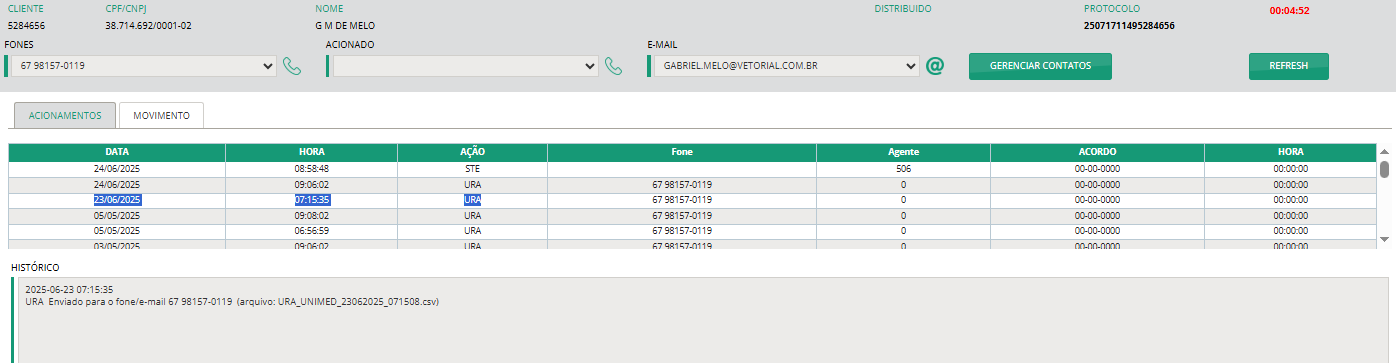 CLIENTE CPF/CNPJ NOME DISTRIBUIDO PROTOCOLO 00:04:52
5284656 38.714.692/0001-02 G M DE MELO 25071711495284656
FONES ACIONADO E-MAIL
67 98157-0119 GABRIEL.MELO@VETORIAL.COM.BR @ GERENCIAR CONTATOS REFRESH
ACIONAMENTOS MOVIMENTO
DATA HORA AÇÃO Fone Agente ACORDO HORA
24/06/2025 08:58:48 STE 506 00-00-0000 00:00:00
24/06/2025 09:06:02 URA 67 98157-0119 0 00-00-0000 00:00:00
23/06/2025 07:15:35 URA 67 98157-0119 0 00-00-0000 00:00:00
05/05/2025 09:08:02 URA 67 98157-0119 0 00-00-0000 00:00:00
05/05/2025 06:56:59 URA 67 98157-0119 0 00-00-0000 00:00:00
03/05/2025 09:06:02 URA 67 98157-0119 0 00-00-0000 00:00:00
HISTÓRICO
2025-06-23 07:15:35
URA Enviado para o fone/e-mail 67 98157-0119 (arquivo: URA_UNIMED_23062025_071508.csv)